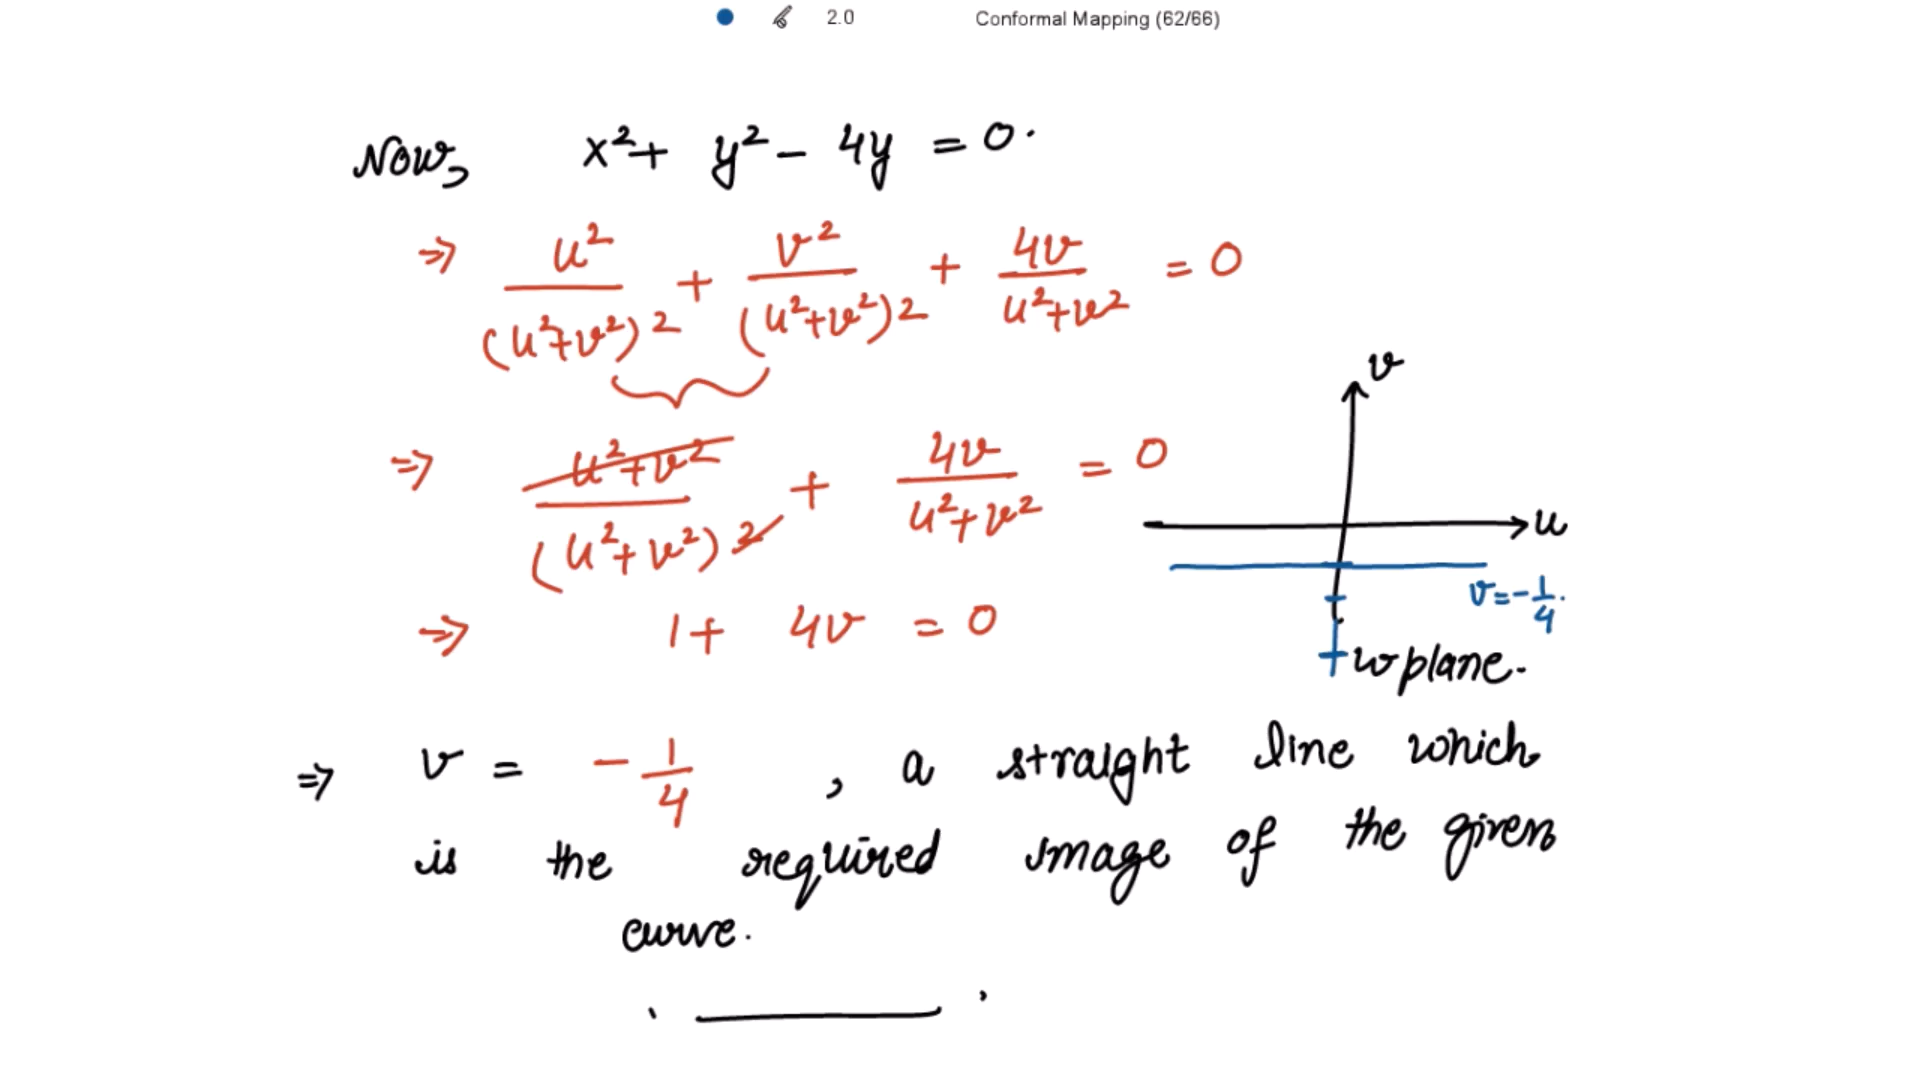 2.0 Conformal Mapping (62/66)
Now, x²+ y² - 4y = 0.
⇒ u²/(u²+v²)² + v²/(u²+v²)² + 4v/(u²+v²) = 0
v
⇒ u²+v²/(u²+v²)² + 4v/(u²+v²) = 0
u
v=-1/4.
⇒ 1+ 4v = 0
w plane.
⇒ v = -1/4 , a straight line which
is the required image of the given
curve.